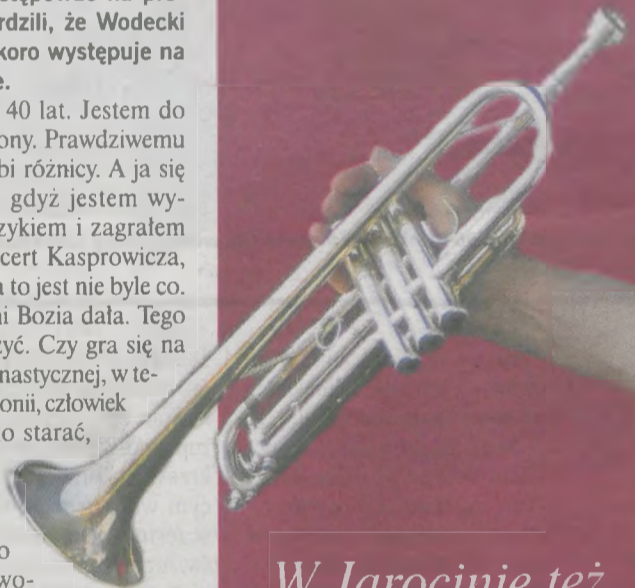 rdzili, że Wodecki
koro występuje na
e.
40 lat. Jestem do
ony. Prawdziwemu
bi różnicy. A ja się
gdyż jestem wy-
zykiem i zagrałem
cert Kasprowicza,
a to jest nie byle co.
ni Bozia dała. Tego
zyć. Czy gra się na
nastycznej, w te-
onii, człowiek
o starać,
o
wo-
W Jarocinie też